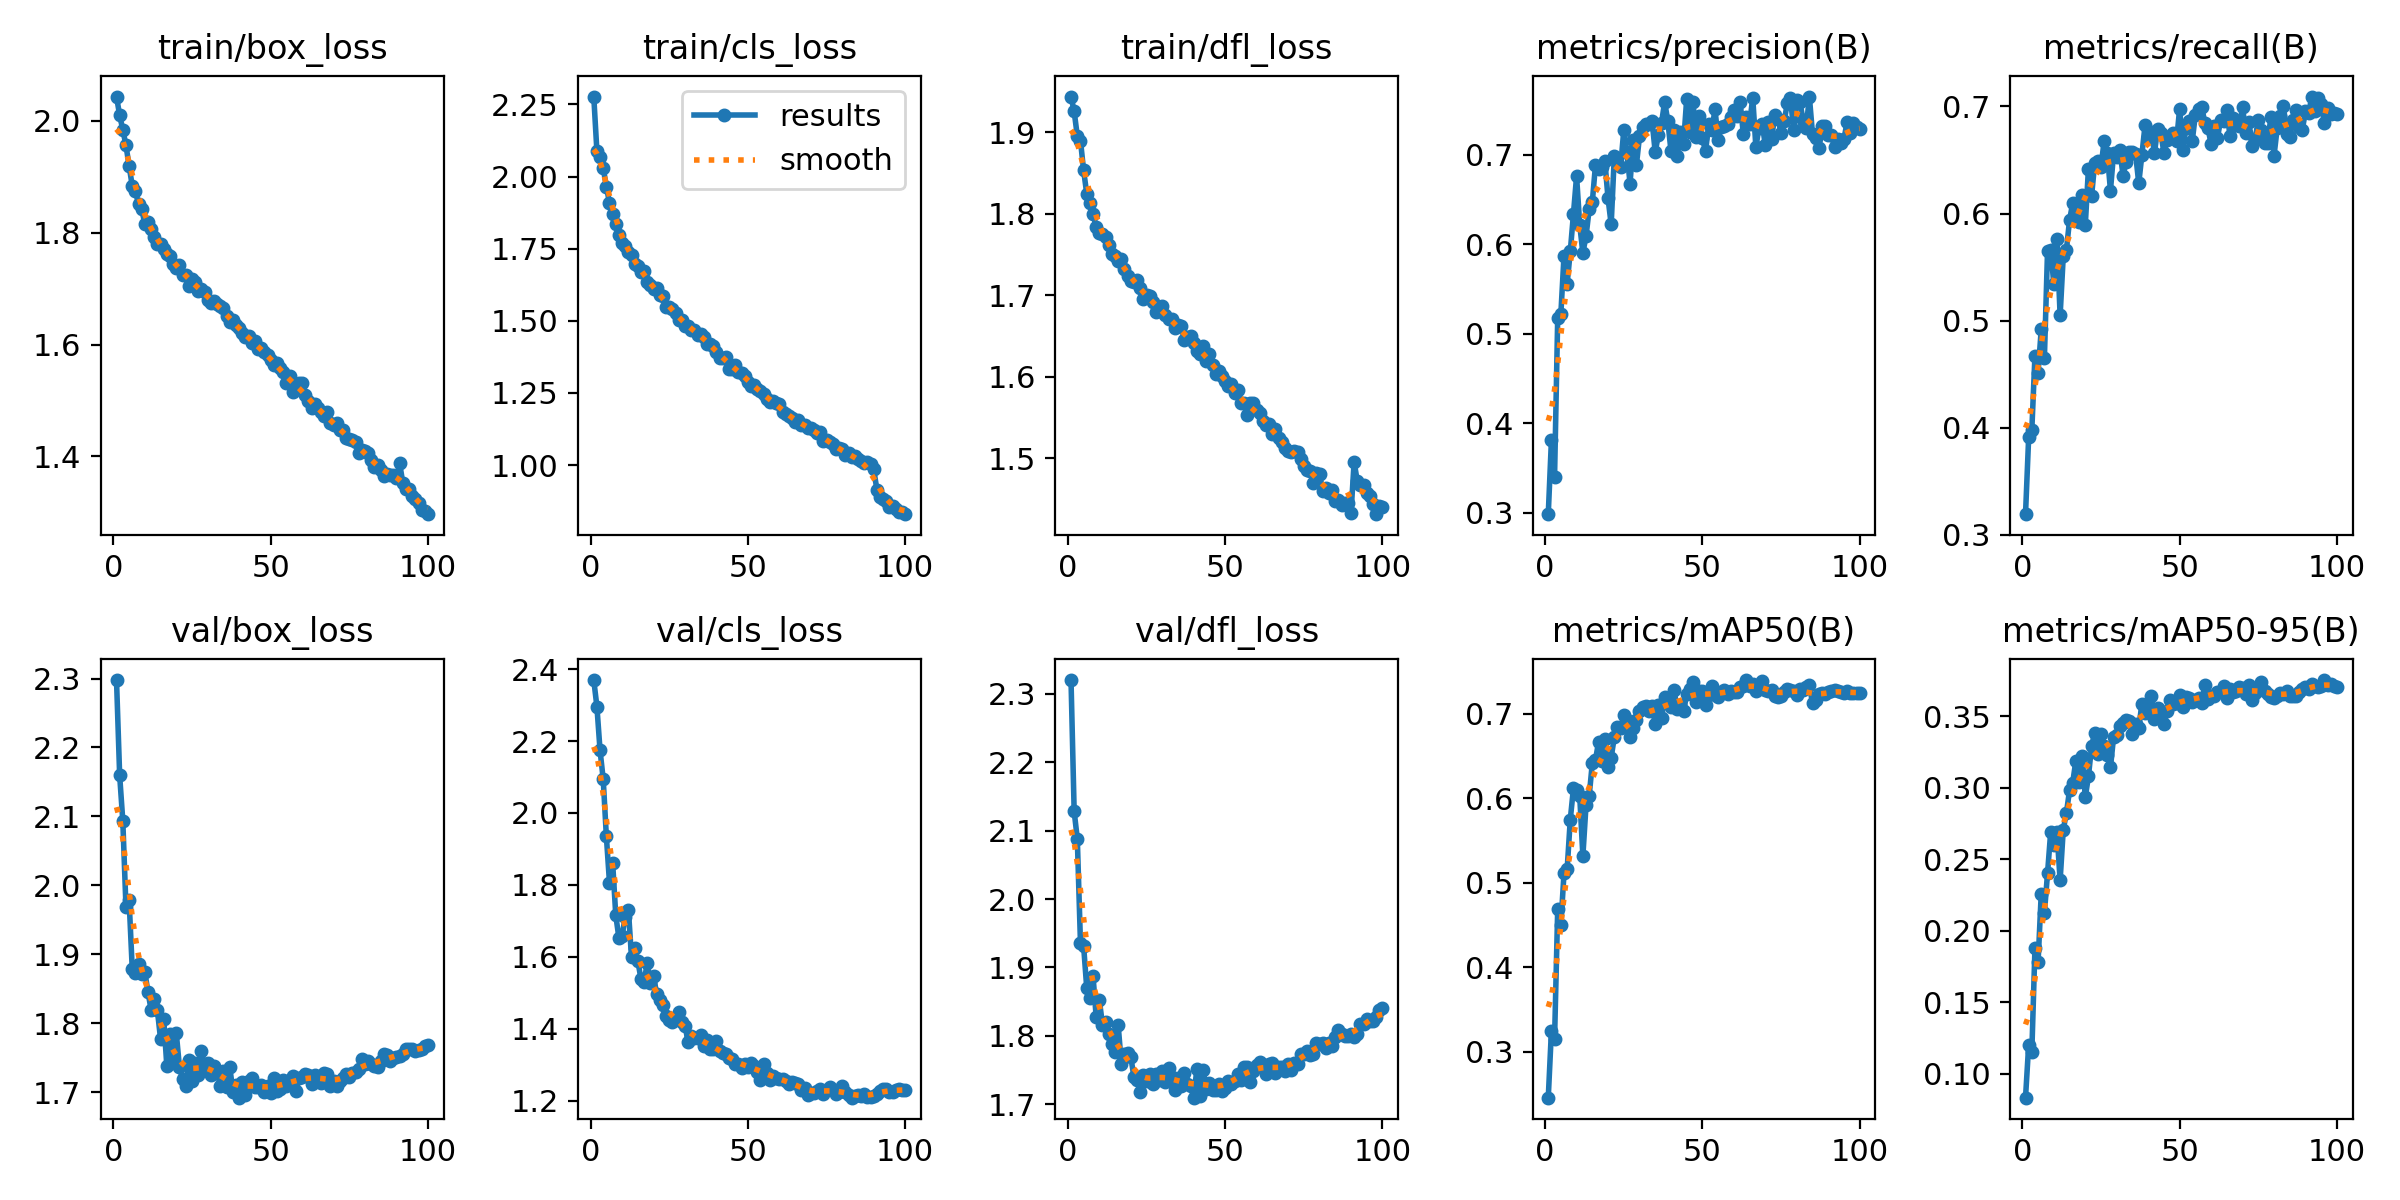 train/box_loss
train/cls_loss
train/dfl_loss
metrics/precision(B)
metrics/recall(B)
2.0
1.8
1.6
1.4
0 50 100
2.25
2.00
1.75
1.50
1.25
1.00
results
smooth
0 50 100
1.9
1.8
1.7
1.6
1.5
0 50 100
0.7
0.6
0.5
0.4
0.3
0 50 100
0.7
0.6
0.5
0.4
0.3
0 50 100
val/box_loss
val/cls_loss
val/dfl_loss
metrics/mAP50(B)
metrics/mAP50-95(B)
2.3
2.2
2.1
2.0
1.9
1.8
1.7
0 50 100
2.4
2.2
2.0
1.8
1.6
1.4
1.2
0 50 100
2.3
2.2
2.1
2.0
1.9
1.8
1.7
0 50 100
0.7
0.6
0.5
0.4
0.3
0 50 100
0.35
0.30
0.25
0.20
0.15
0.10
0 50 100